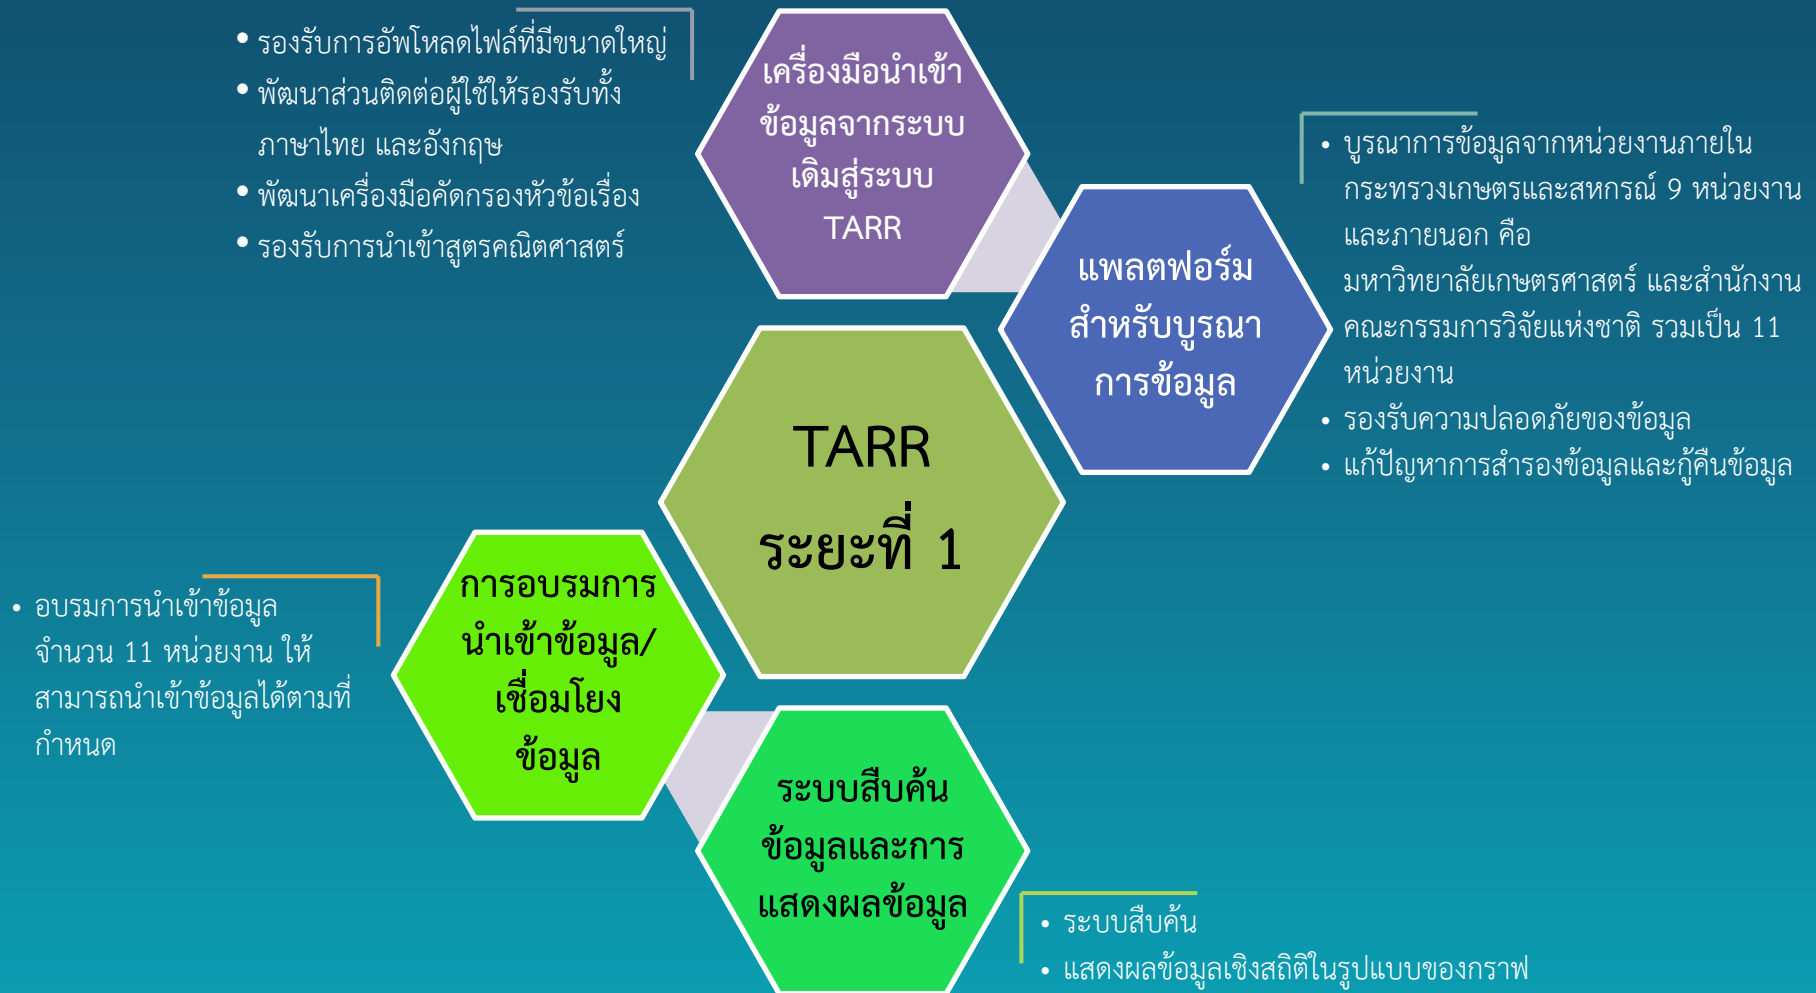 • รองรับการอัพโหลดไฟล์ที่มีขนาดใหญ่
• พัฒนาส่วนติดต่อผู้ใช้ให้รองรับทั้ง
ภาษาไทย และอังกฤษ
• พัฒนาเครื่องมือคัดกรองหัวข้อเรื่อง
• รองรับการนำเข้าสูตรคณิตศาสตร์
เครื่องมือนำเข้า
ข้อมูลจากระบบ
เดิมสู่ระบบ
TARR
แพลตฟอร์ม
สำหรับบูรณา
การข้อมูล
• บูรณาการข้อมูลจากหน่วยงานภายใน
กระทรวงเกษตรและสหกรณ์ 9 หน่วยงาน
และภายนอก คือ
มหาวิทยาลัยเกษตรศาสตร์ และสำนักงาน
คณะกรรมการวิจัยแห่งชาติ รวมเป็น 11
หน่วยงาน
• รองรับความปลอดภัยของข้อมูล
• แก้ปัญหาการสำรองข้อมูลและกู้คืนข้อมูล
TARR
ระยะที่ 1
• อบรมการนำเข้าข้อมูล
จำนวน 11 หน่วยงาน ให้
สามารถนำเข้าข้อมูลได้ตามที่
กำหนด
การอบรมการ
นำเข้าข้อมูล/
เชื่อมโยง
ข้อมูล
ระบบสืบค้น
ข้อมูลและการ
แสดงผลข้อมูล
• ระบบสืบค้น
• แสดงผลข้อมูลเชิงสถิติในรูปแบบของกราฟ